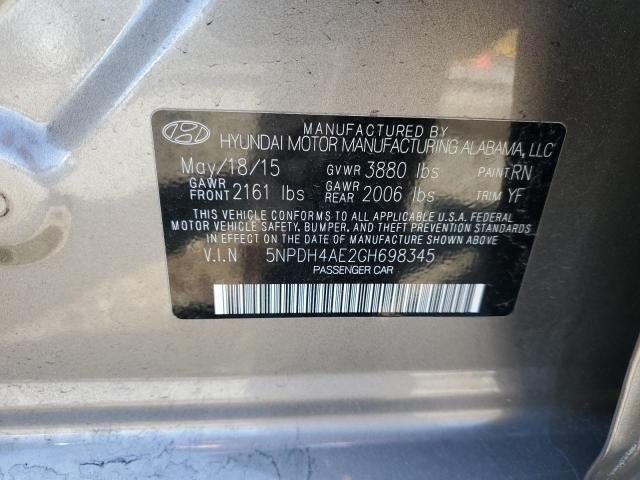 MANUFACTURED BY
HYUNDAI MOTOR MANUFACTURING ALABAMA, LLC
May/18/15 GVWR 3880 lbs PAINT RN
GAWR FRONT 2161 lbs GAWR REAR 2006 lbs TRIM YF
THIS VEHICLE CONFORMS TO ALL APPLICABLE U.S.A. FEDERAL
MOTOR VEHICLE SAFETY, BUMPER, AND THEFT PREVENTION STANDARDS
IN EFFECT ON THE DATE OF MANUFACTURE SHOWN ABOVE
V.I.N 5NPDH4AE2GH698345
PASSENGER CAR